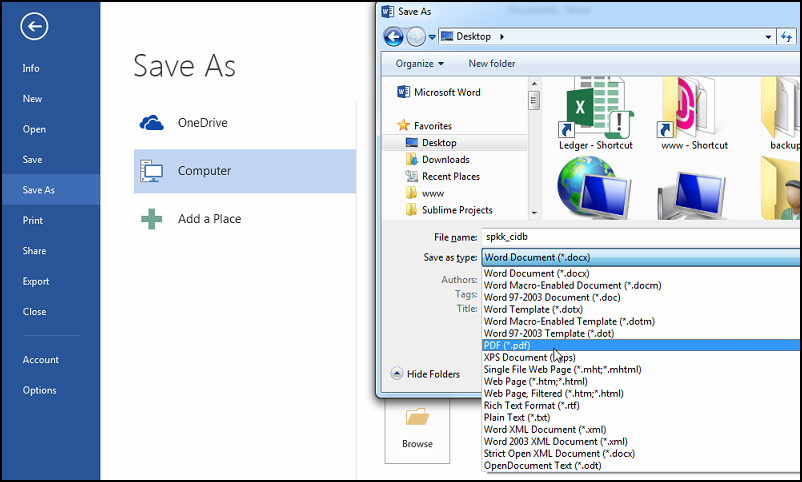 Info
New
Open
Save
Save As
Print
Share
Export
Close
Account
Options
Save As
OneDrive
Computer
Add a Place
Browse
Save As
Desktop
Organize
New folder
Microsoft Word
Favorites
Desktop
Downloads
Recent Places
www
Sublime Projects
Ledger - Shortcut
www - Shortcut
backup
File name:
spkk_cidb
Save as type:
Word Document (*.docx)
Authors:
Tags:
Title:
Word Document (*.docx)
Word Macro-Enabled Document (*.docm)
Word 97-2003 Document (*.doc)
Word Template (*.dotx)
Word Macro-Enabled Template (*.dotm)
Word 97-2003 Template (*.dot)
PDF (*.pdf)
XPS Document (
Single File Web Page (*.mht;*.mhtml)
Web Page (*.htm;*.html)
Web Page, Filtered (*.htm;*.html)
Rich Text Format (*.rtf)
Plain Text (*.txt)
Word XML Document (*.xml)
Word 2003 XML Document (*.xml)
Strict Open XML Document (*.docx)
OpenDocument Text (*.odt)
Hide Folders